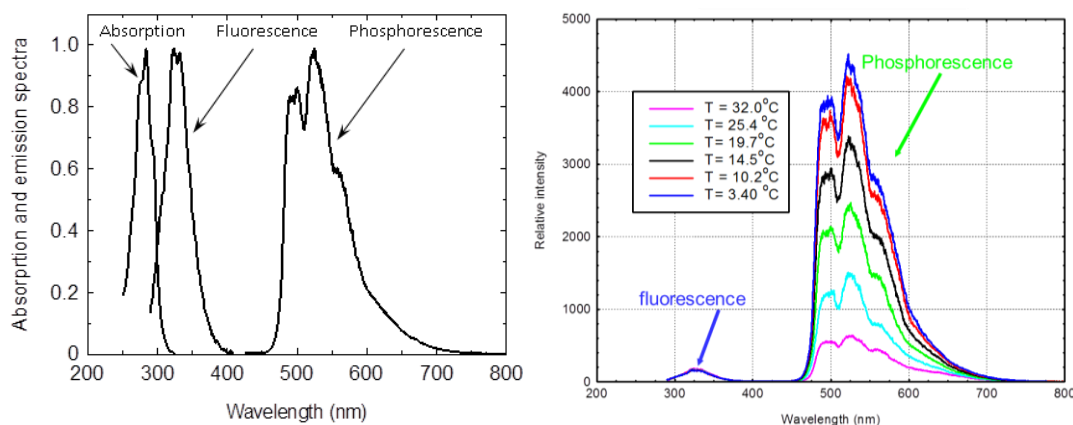 Absorption Fluorescence Phosphorescence
Absorprtion and emission spectra
1.0
0.8
0.6
0.4
0.2
0
200 300 400 500 600 700 800
Wavelength (nm)
5000
4000
3000
2000
1000
0
Relative intensity
Phosphorescence
T = 32.0°C
T = 25.4 °C
T = 19.7°C
T = 14.5°C
T = 10.2°C
T = 3.40 °C
fluorescence
200 300 400 500 600 700 800
Wavelength (nm)